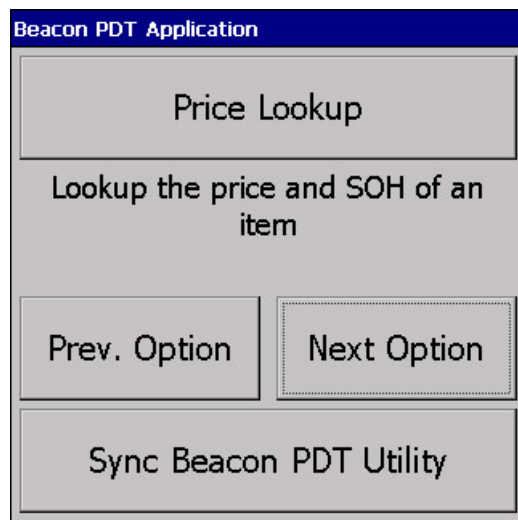 Beacon PDT Application
Price Lookup
Lookup the price and SOH of an
item
Prev. Option
Next Option
Sync Beacon PDT Utility